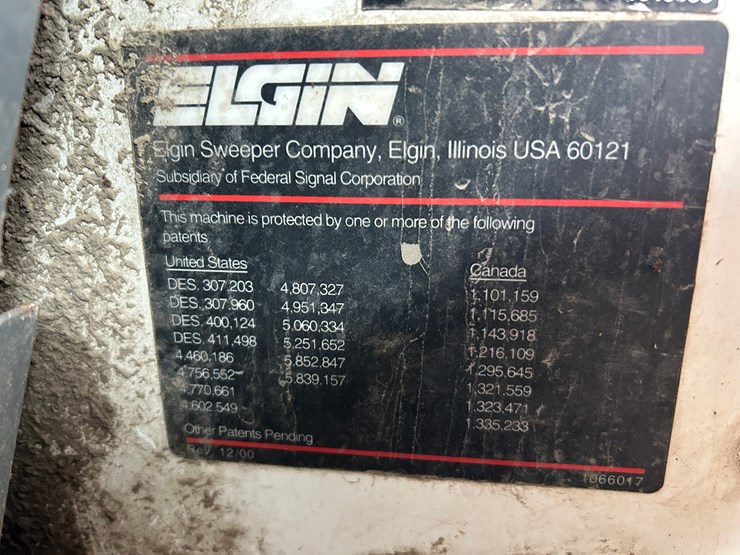 ELGIN ®
Elgin Sweeper Company, Elgin, Illinois USA 60121
Subsidiary of Federal Signal Corporation
This machine is protected by one or more of the following
patents.
United States
DES. 307,203 4,807,327
DES. 307,960 4,951,347
DES. 400,124 5,060,334
DES. 411,498 5,251,652
4,460,186 5,852,847
4,756,552 5,839,157
4,770,661
4,602,549
Canada
1,101,159
1,115,685
1,143,918
1,216,109
1,295,645
1,321,559
1,323,471
1,335,233
Other Patents Pending
Rev. 12/00
1066017